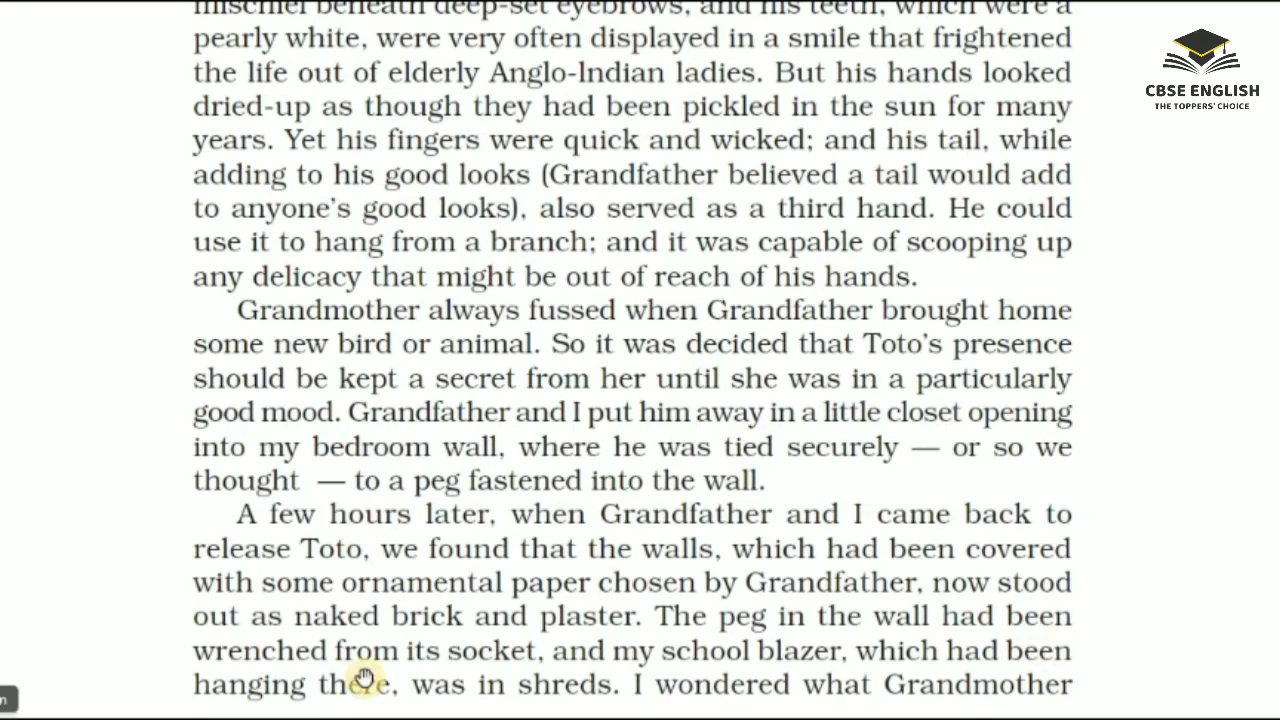 mischief beneath deep-set eyebrows, and his teeth, which were a
pearly white, were very often displayed in a smile that frightened
the life out of elderly Anglo-Indian ladies. But his hands looked
dried-up as though they had been pickled in the sun for many
years. Yet his fingers were quick and wicked; and his tail, while
adding to his good looks (Grandfather believed a tail would add
to anyone's good looks), also served as a third hand. He could
use it to hang from a branch; and it was capable of scooping up
any delicacy that might be out of reach of his hands.
Grandmother always fussed when Grandfather brought home
some new bird or animal. So it was decided that Toto's presence
should be kept a secret from her until she was in a particularly
good mood. Grandfather and I put him away in a little closet opening
into my bedroom wall, where he was tied securely — or so we
thought — to a peg fastened into the wall.
A few hours later, when Grandfather and I came back to
release Toto, we found that the walls, which had been covered
with some ornamental paper chosen by Grandfather, now stood
out as naked brick and plaster. The peg in the wall had been
wrenched from its socket, and my school blazer, which had been
hanging there, was in shreds. I wondered what Grandmother
CBSE ENGLISH
THE TOPPERS' CHOICE